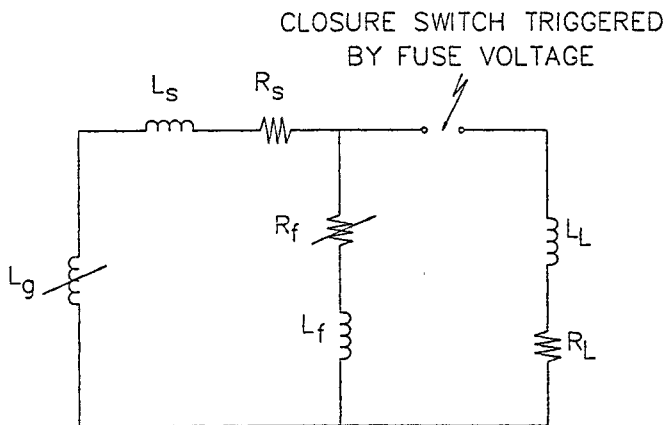 CLOSURE SWITCH TRIGGERED
BY FUSE VOLTAGE
Ls
Rs
Rf
LL
Lg
Lf
RL